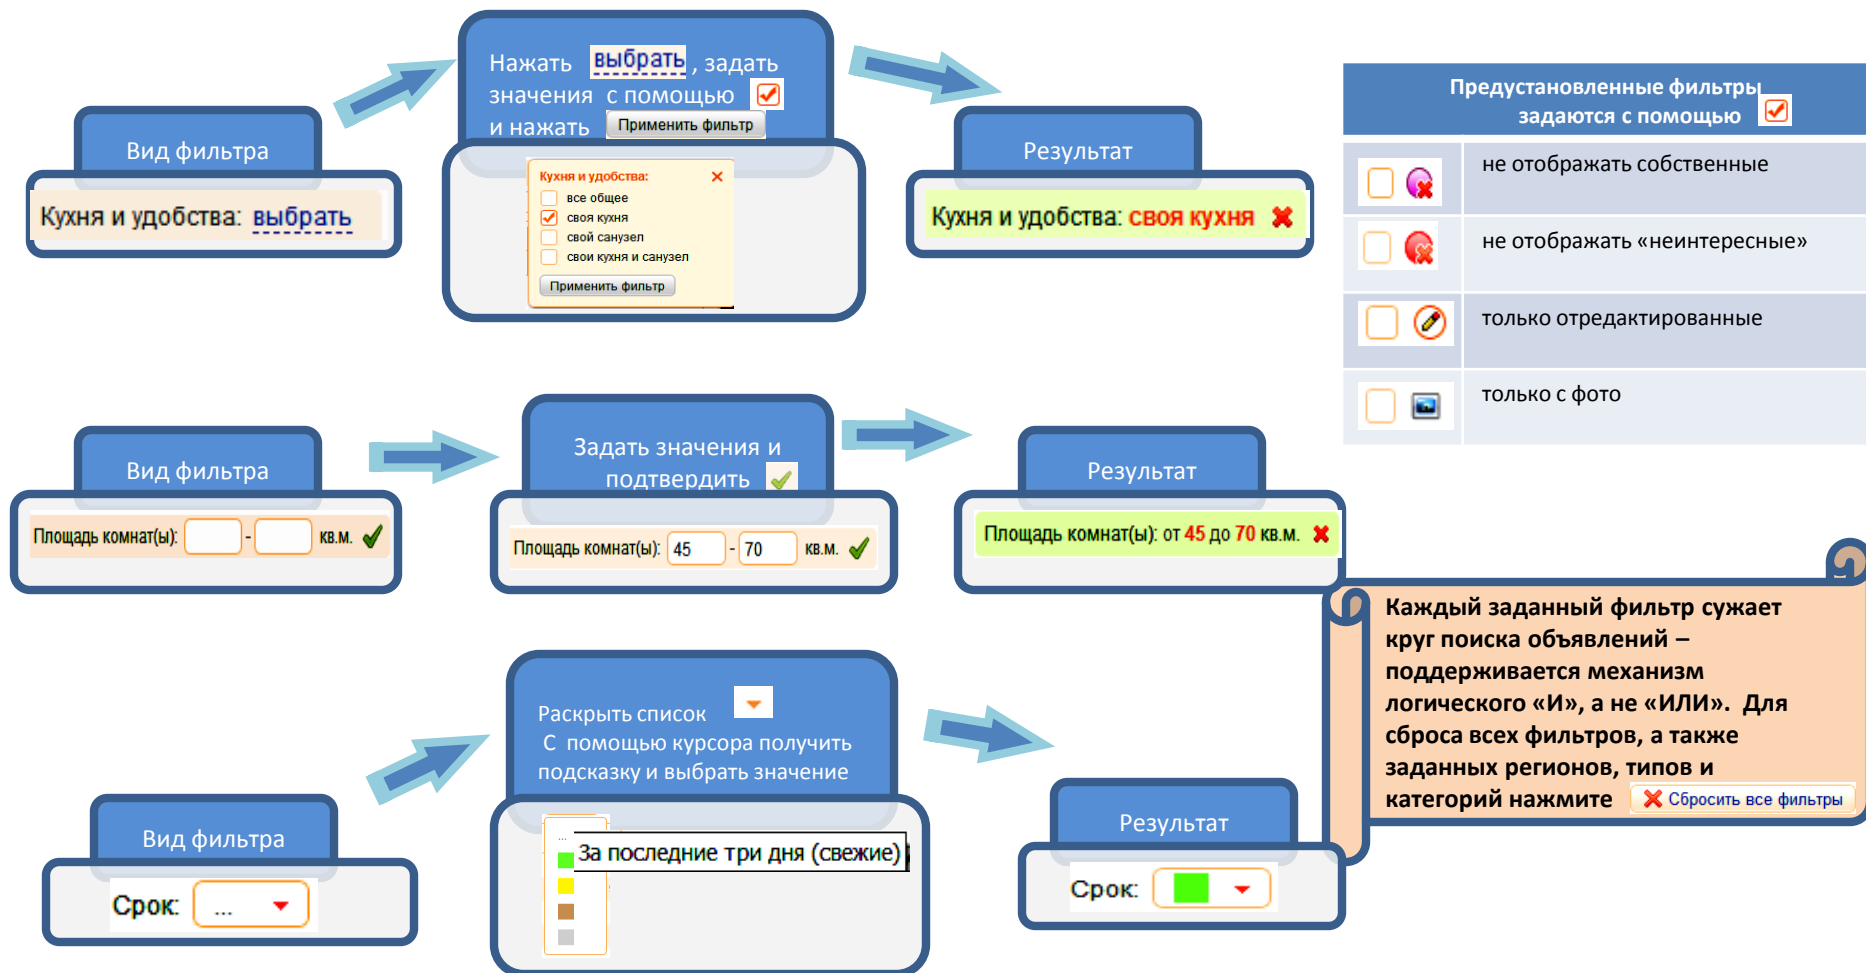 Вид фильтра
Кухня и удобства: выбрать
Нажать выбрать, задать
значения с помощью
и нажать Применить фильтр
Кухня и удобства:
все общее
своя кухня
свой санузел
свои кухня и санузел
Применить фильтр
Результат
Кухня и удобства: своя кухня
Предустановленные фильтры
задаются с помощью
не отображать собственные
не отображать «неинтересные»
только отредактированные
только с фото
Вид фильтра
Площадь комнат(ы): - кв.м.
Задать значения и
подтвердить
Площадь комнат(ы): 45 - 70 кв.м.
Результат
Площадь комнат(ы): от 45 до 70 кв.м.
Каждый заданный фильтр сужает
круг поиска объявлений –
поддерживается механизм
логического «И», а не «ИЛИ». Для
сброса всех фильтров, а также
заданных регионов, типов и
категорий нажмите Сбросить все фильтры
Вид фильтра
Срок: ...
Раскрыть список
С помощью курсора получить
подсказку и выбрать значение
...
За последние три дня (свежие)
Результат
Срок: